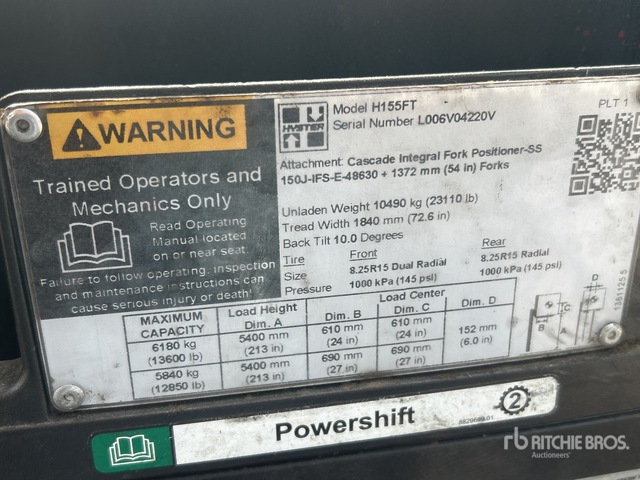 WARNING
Trained Operators and
Mechanics Only
Read Operating
Manual located
on or near seat.
Failure to follow operating, inspection
and maintenance instructions can
cause serious injury or death!
HYSTER
Model H155FT
Serial Number L006V04220V
PLT 1
Attachment: Cascade Integral Fork Positioner-SS
150J-IFS-E-48630 + 1372 mm (54 in) Forks
Unladen Weight 10490 kg (23110 lb)
Tread Width 1840 mm (72.6 in)
Back Tilt 10.0 Degrees
Tire Front Rear
Size 8.25R15 Dual Radial 8.25R15 Radial
Pressure 1000 kPa (145 psi) 1000 kPa (145 psi)
MAXIMUM CAPACITY Load Height Dim. A Dim. B Load Center Dim. C Dim. D
6180 kg (13600 lb) 5400 mm (213 in) 610 mm (24 in) 610 mm (24 in) 152 mm (6.0 in)
5840 kg (12850 lb) 5400 mm (213 in) 690 mm (27 in) 690 mm (27 in)
D
C
B
A
Powershift
2
rb RITCHIE BROS.
Auctioneers